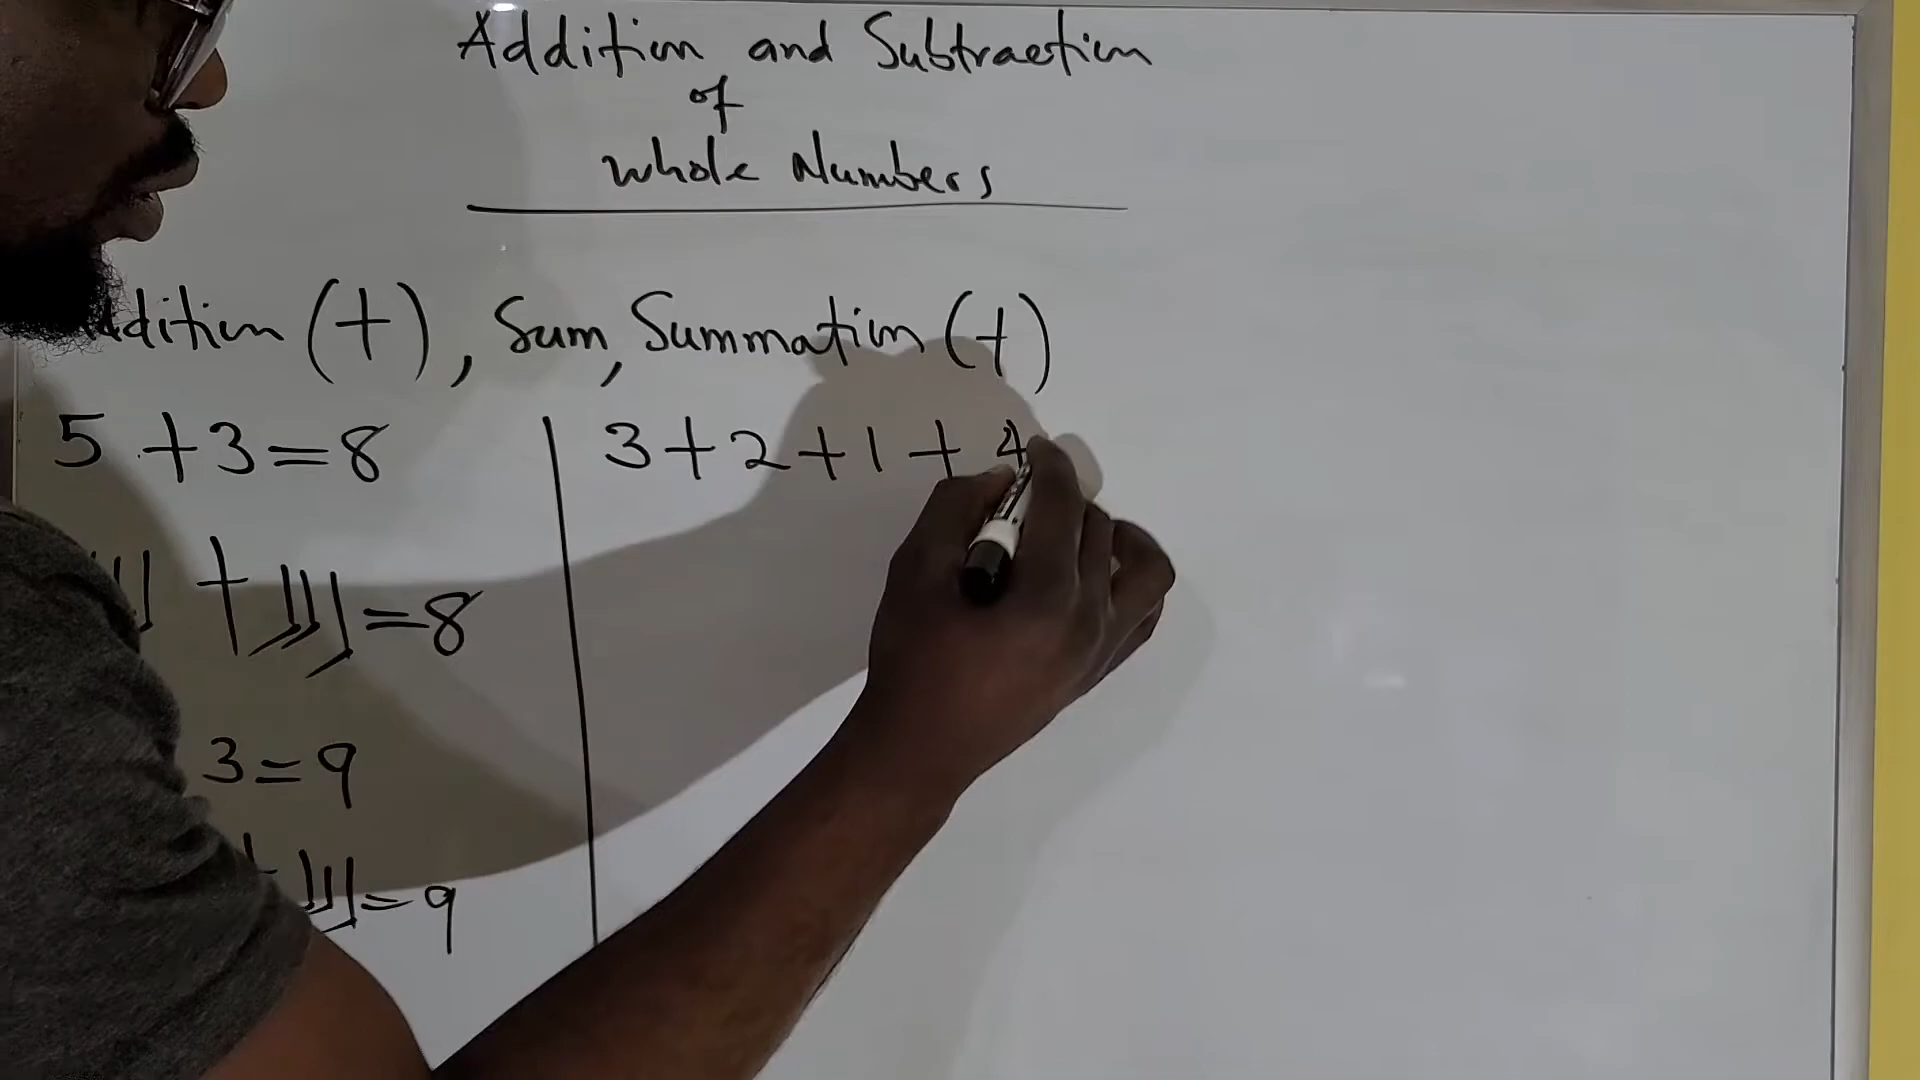 Addition and Subtraction
of
Whole Numbers
ddition (+), Sum, Summation (+)
5 + 3 = 8
3 + 2 + 1 + 4
+ = 8
3 = 9
= 9